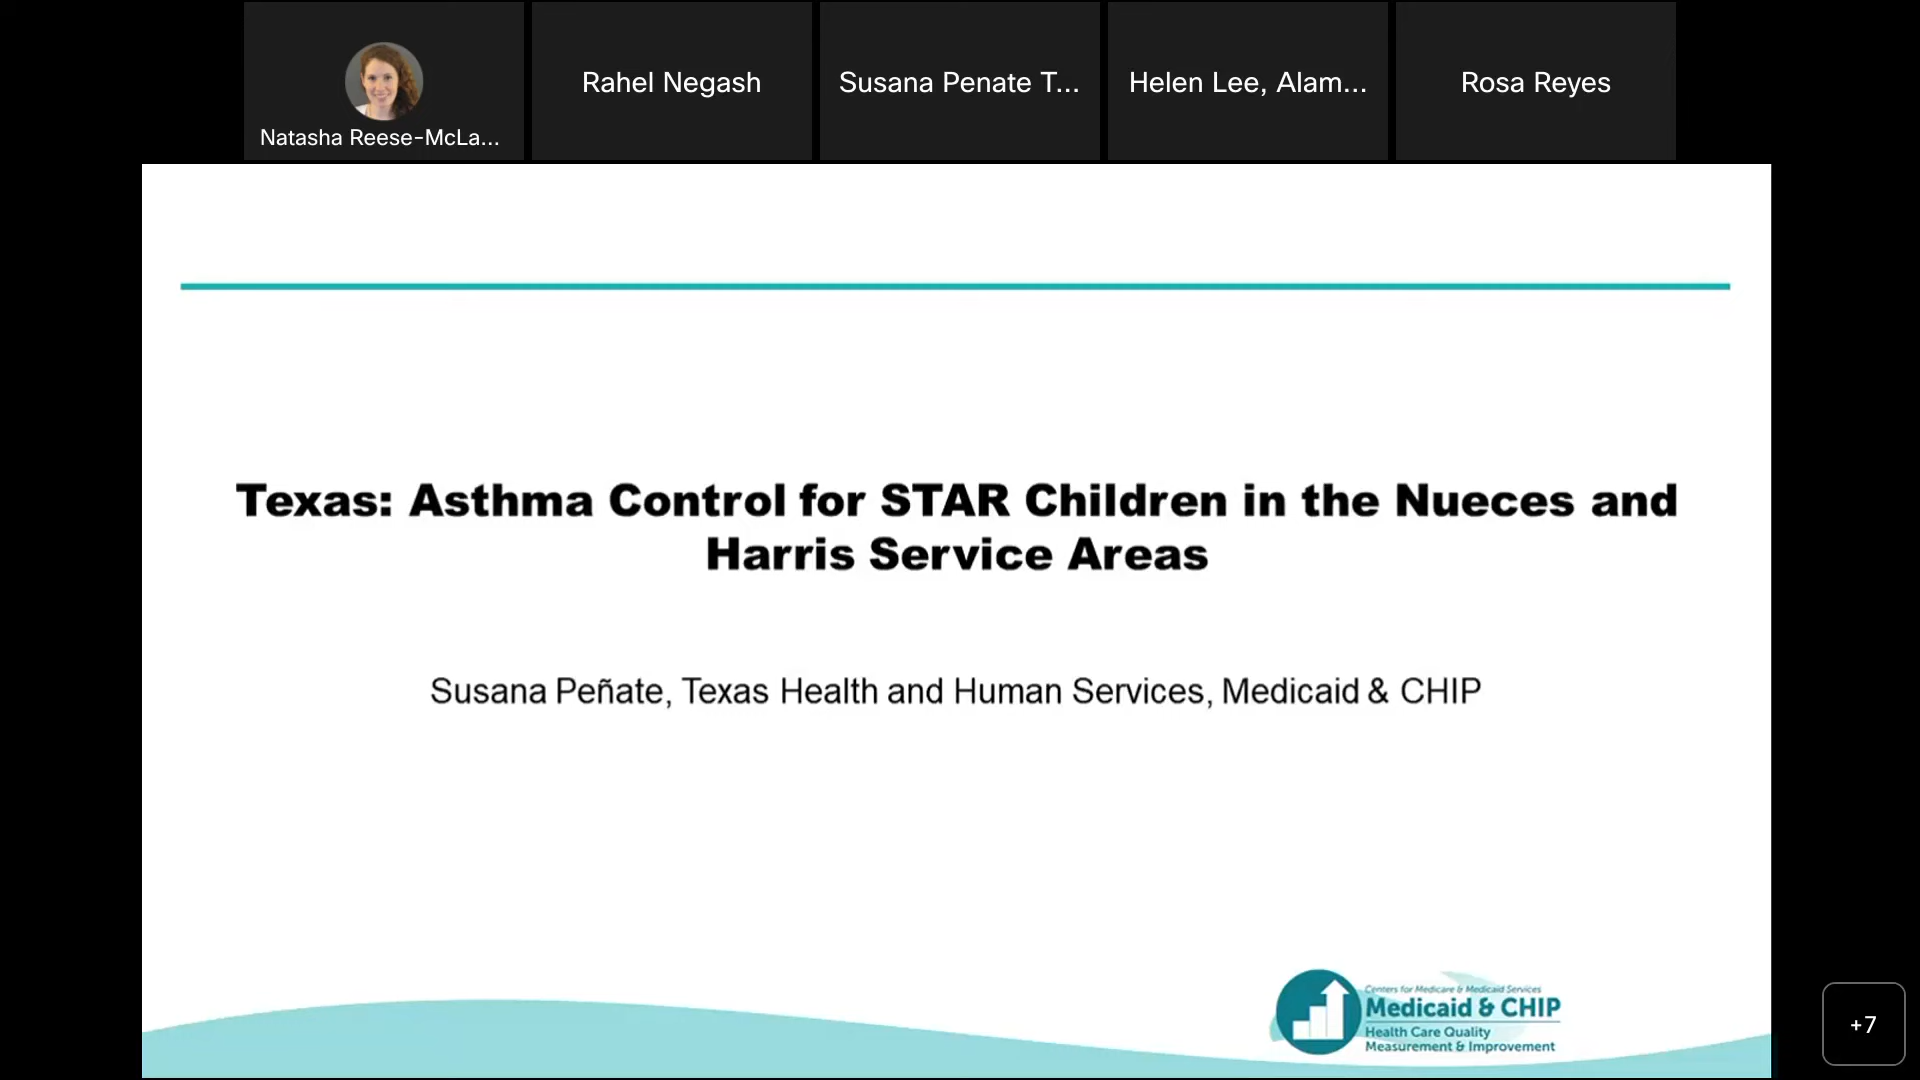 Natasha Reese-McLa...
Rahel Negash
Susana Penate T...
Helen Lee, Alam...
Rosa Reyes
Texas: Asthma Control for STAR Children in the Nueces and
Harris Service Areas
Susana Peñate, Texas Health and Human Services, Medicaid & CHIP
Centers for Medicare & Medicaid Services
Medicaid & CHIP
Health Care Quality
Measurement & Improvement
+7